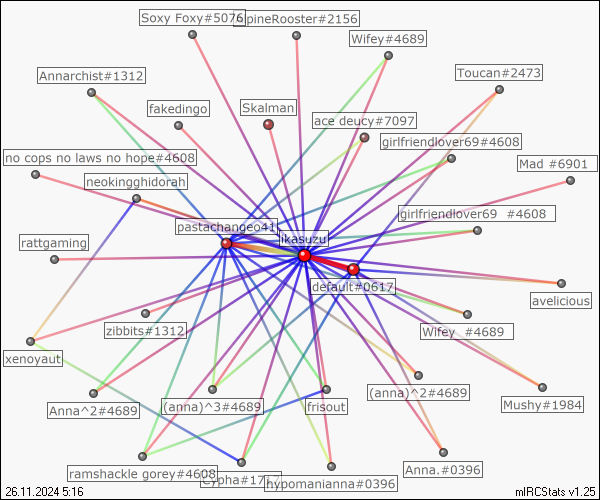 Soxy Foxy#5076
pineRooster#2156
Wifey#4689
Annarchist#1312
Toucan#2473
fakedingo
Skalman
ace deucy#7097
girlfriendlover69#4608
no cops no laws no hope#4608
Mad #6901
neokingghidorah
girlfriendlover69 #4608
pastachangeo41
ikasuzu
rattgaming
default#0617
avelicious
zibbits#1312
Wifey #4689
xenoyaut
Anna^2#4689
(anna)^3#4689
frisout
(anna)^2#4689
Mushy#1984
ramshackle gorey#4608
Cypha#1717
hypomanianna#0396
Anna.#0396
26.11.2024 5:16
mIRCStats v1.25